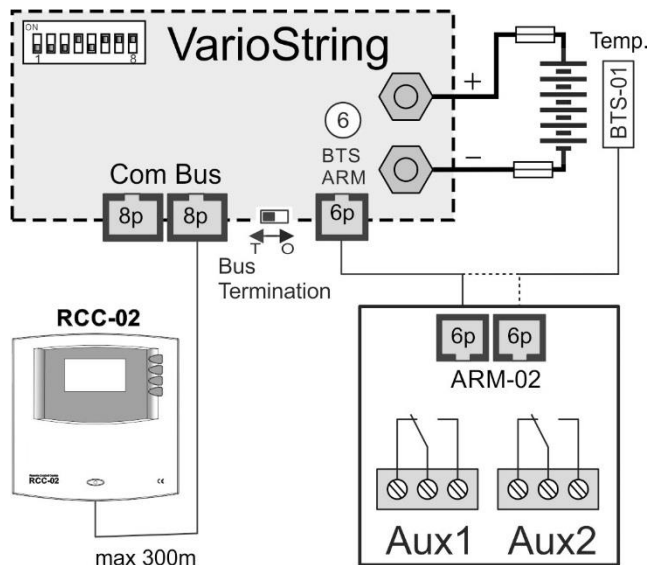 ON
1 8
VarioString
Temp.
BTS-01
+
6
BTS
ARM
−
Com Bus
8p 8p 6p
T O
Bus
Termination
RCC-02
6p 6p
ARM-02
RCC-02
CE
Aux1 Aux2
max 300m